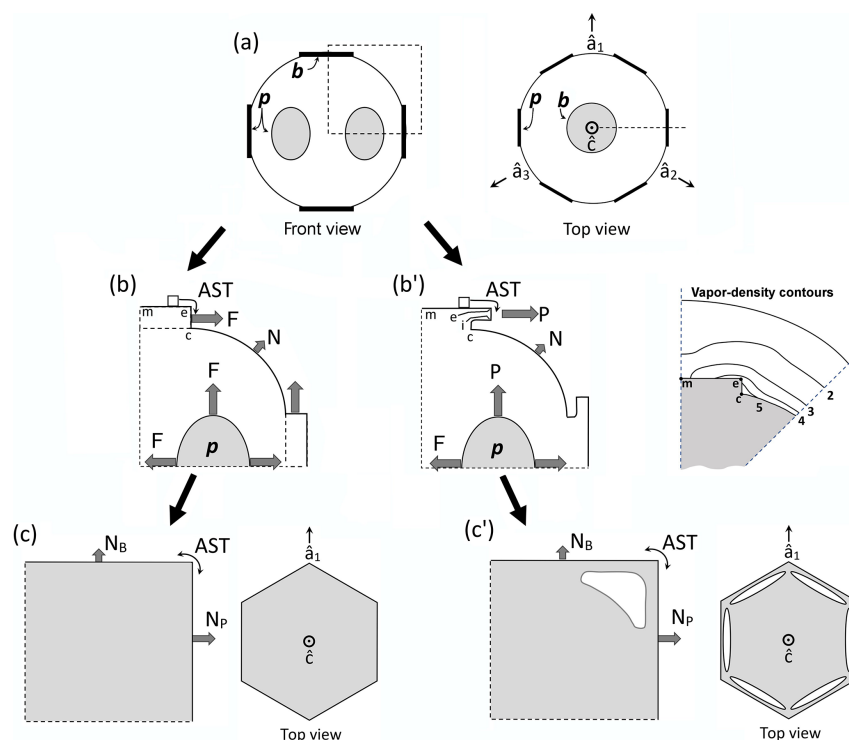 (a)
b
p
Front view
â1
p
b
ĉ
â3
â2
Top view
(b)
AST
m
e
F
c
N
F
F
p
(b')
AST
m
e
i
c
P
N
P
F
p
Vapor-density contours
m
e
c
5
4
3
2
(c)
NB
AST
NP
â1
ĉ
Top view
(c')
NB
AST
NP
â1
ĉ
Top view